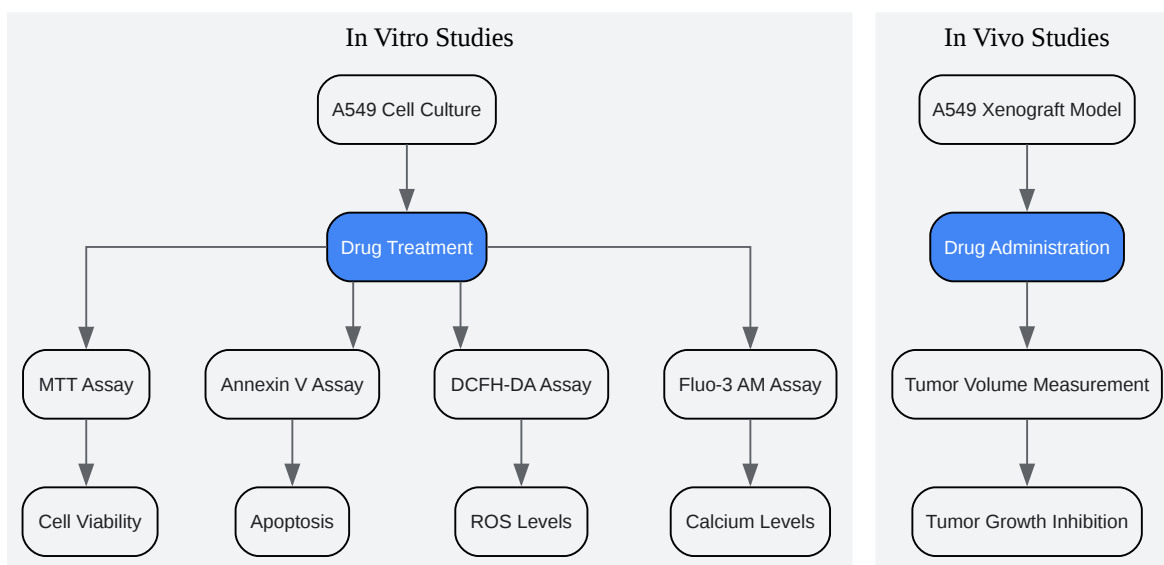 In Vitro Studies
A549 Cell Culture
Drug Treatment
MTT Assay
Annexin V Assay
DCFH-DA Assay
Fluo-3 AM Assay
Cell Viability
Apoptosis
ROS Levels
Calcium Levels
In Vivo Studies
A549 Xenograft Model
Drug Administration
Tumor Volume Measurement
Tumor Growth Inhibition